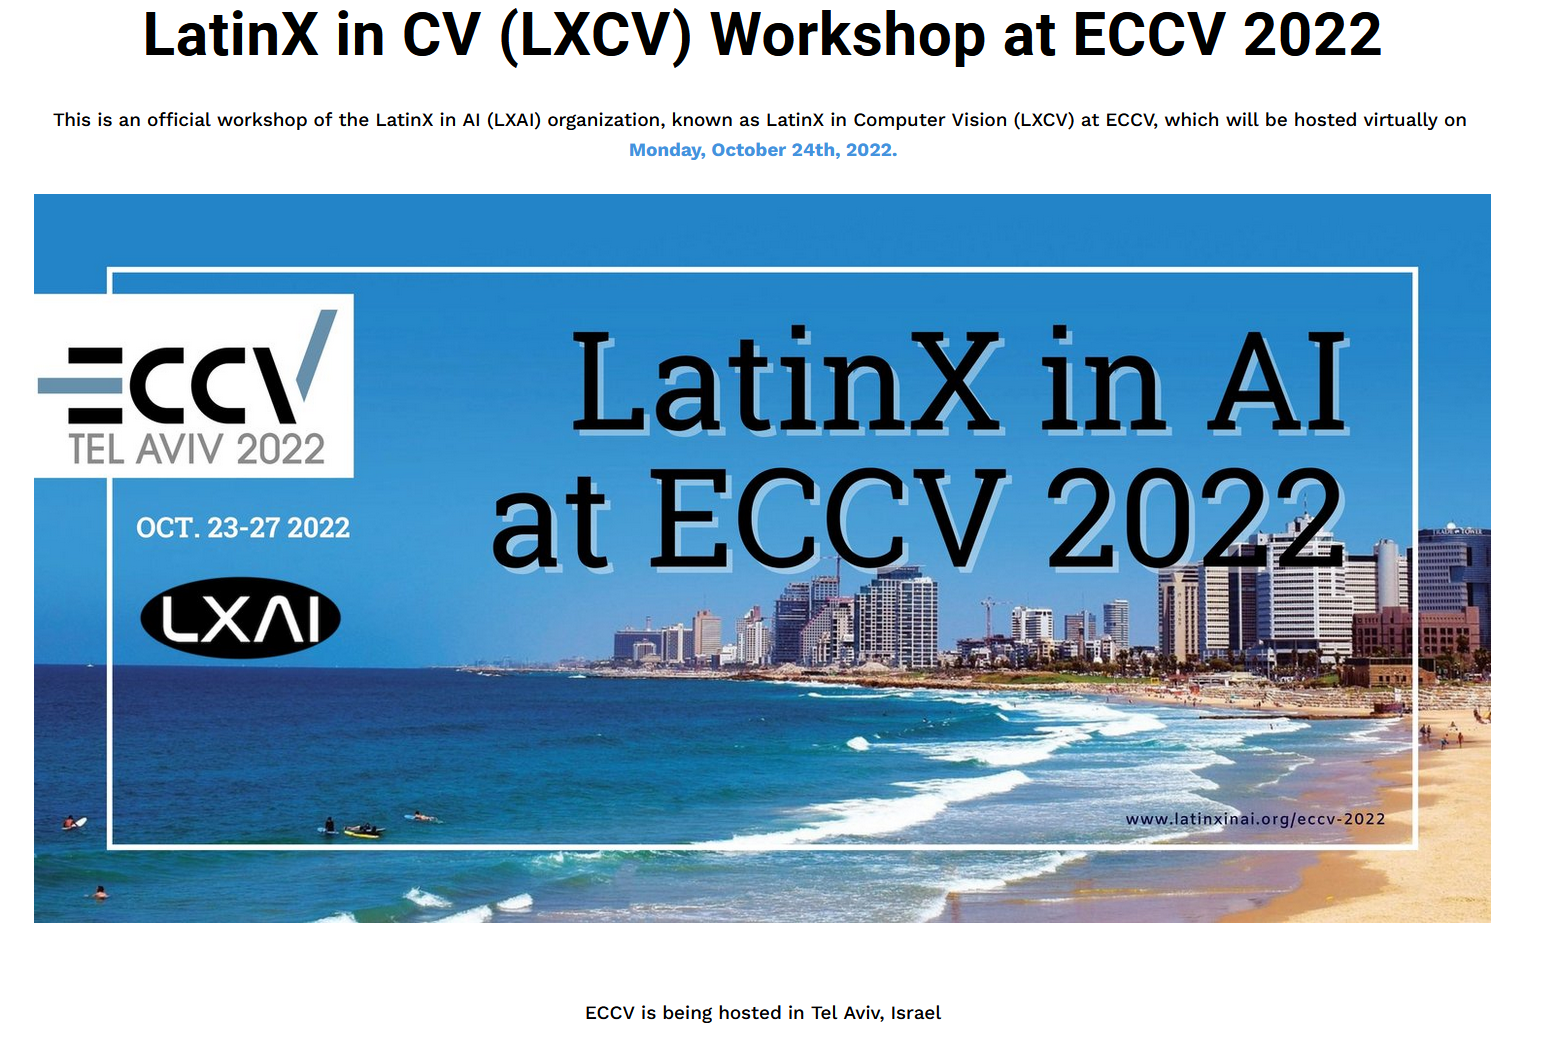 LatinX in CV (LXCV) Workshop at ECCV 2022
This is an official workshop of the LatinX in AI (LXAI) organization, known as LatinX in Computer Vision (LXCV) at ECCV, which will be hosted virtually on
Monday, October 24th, 2022.
ECCV
TEL AVIV 2022
OCT. 23-27 2022
LXAI
LatinX in AI
at ECCV 2022
TRADE TOWER
www.latinxinai.org/eccv-2022
ECCV is being hosted in Tel Aviv, Israel